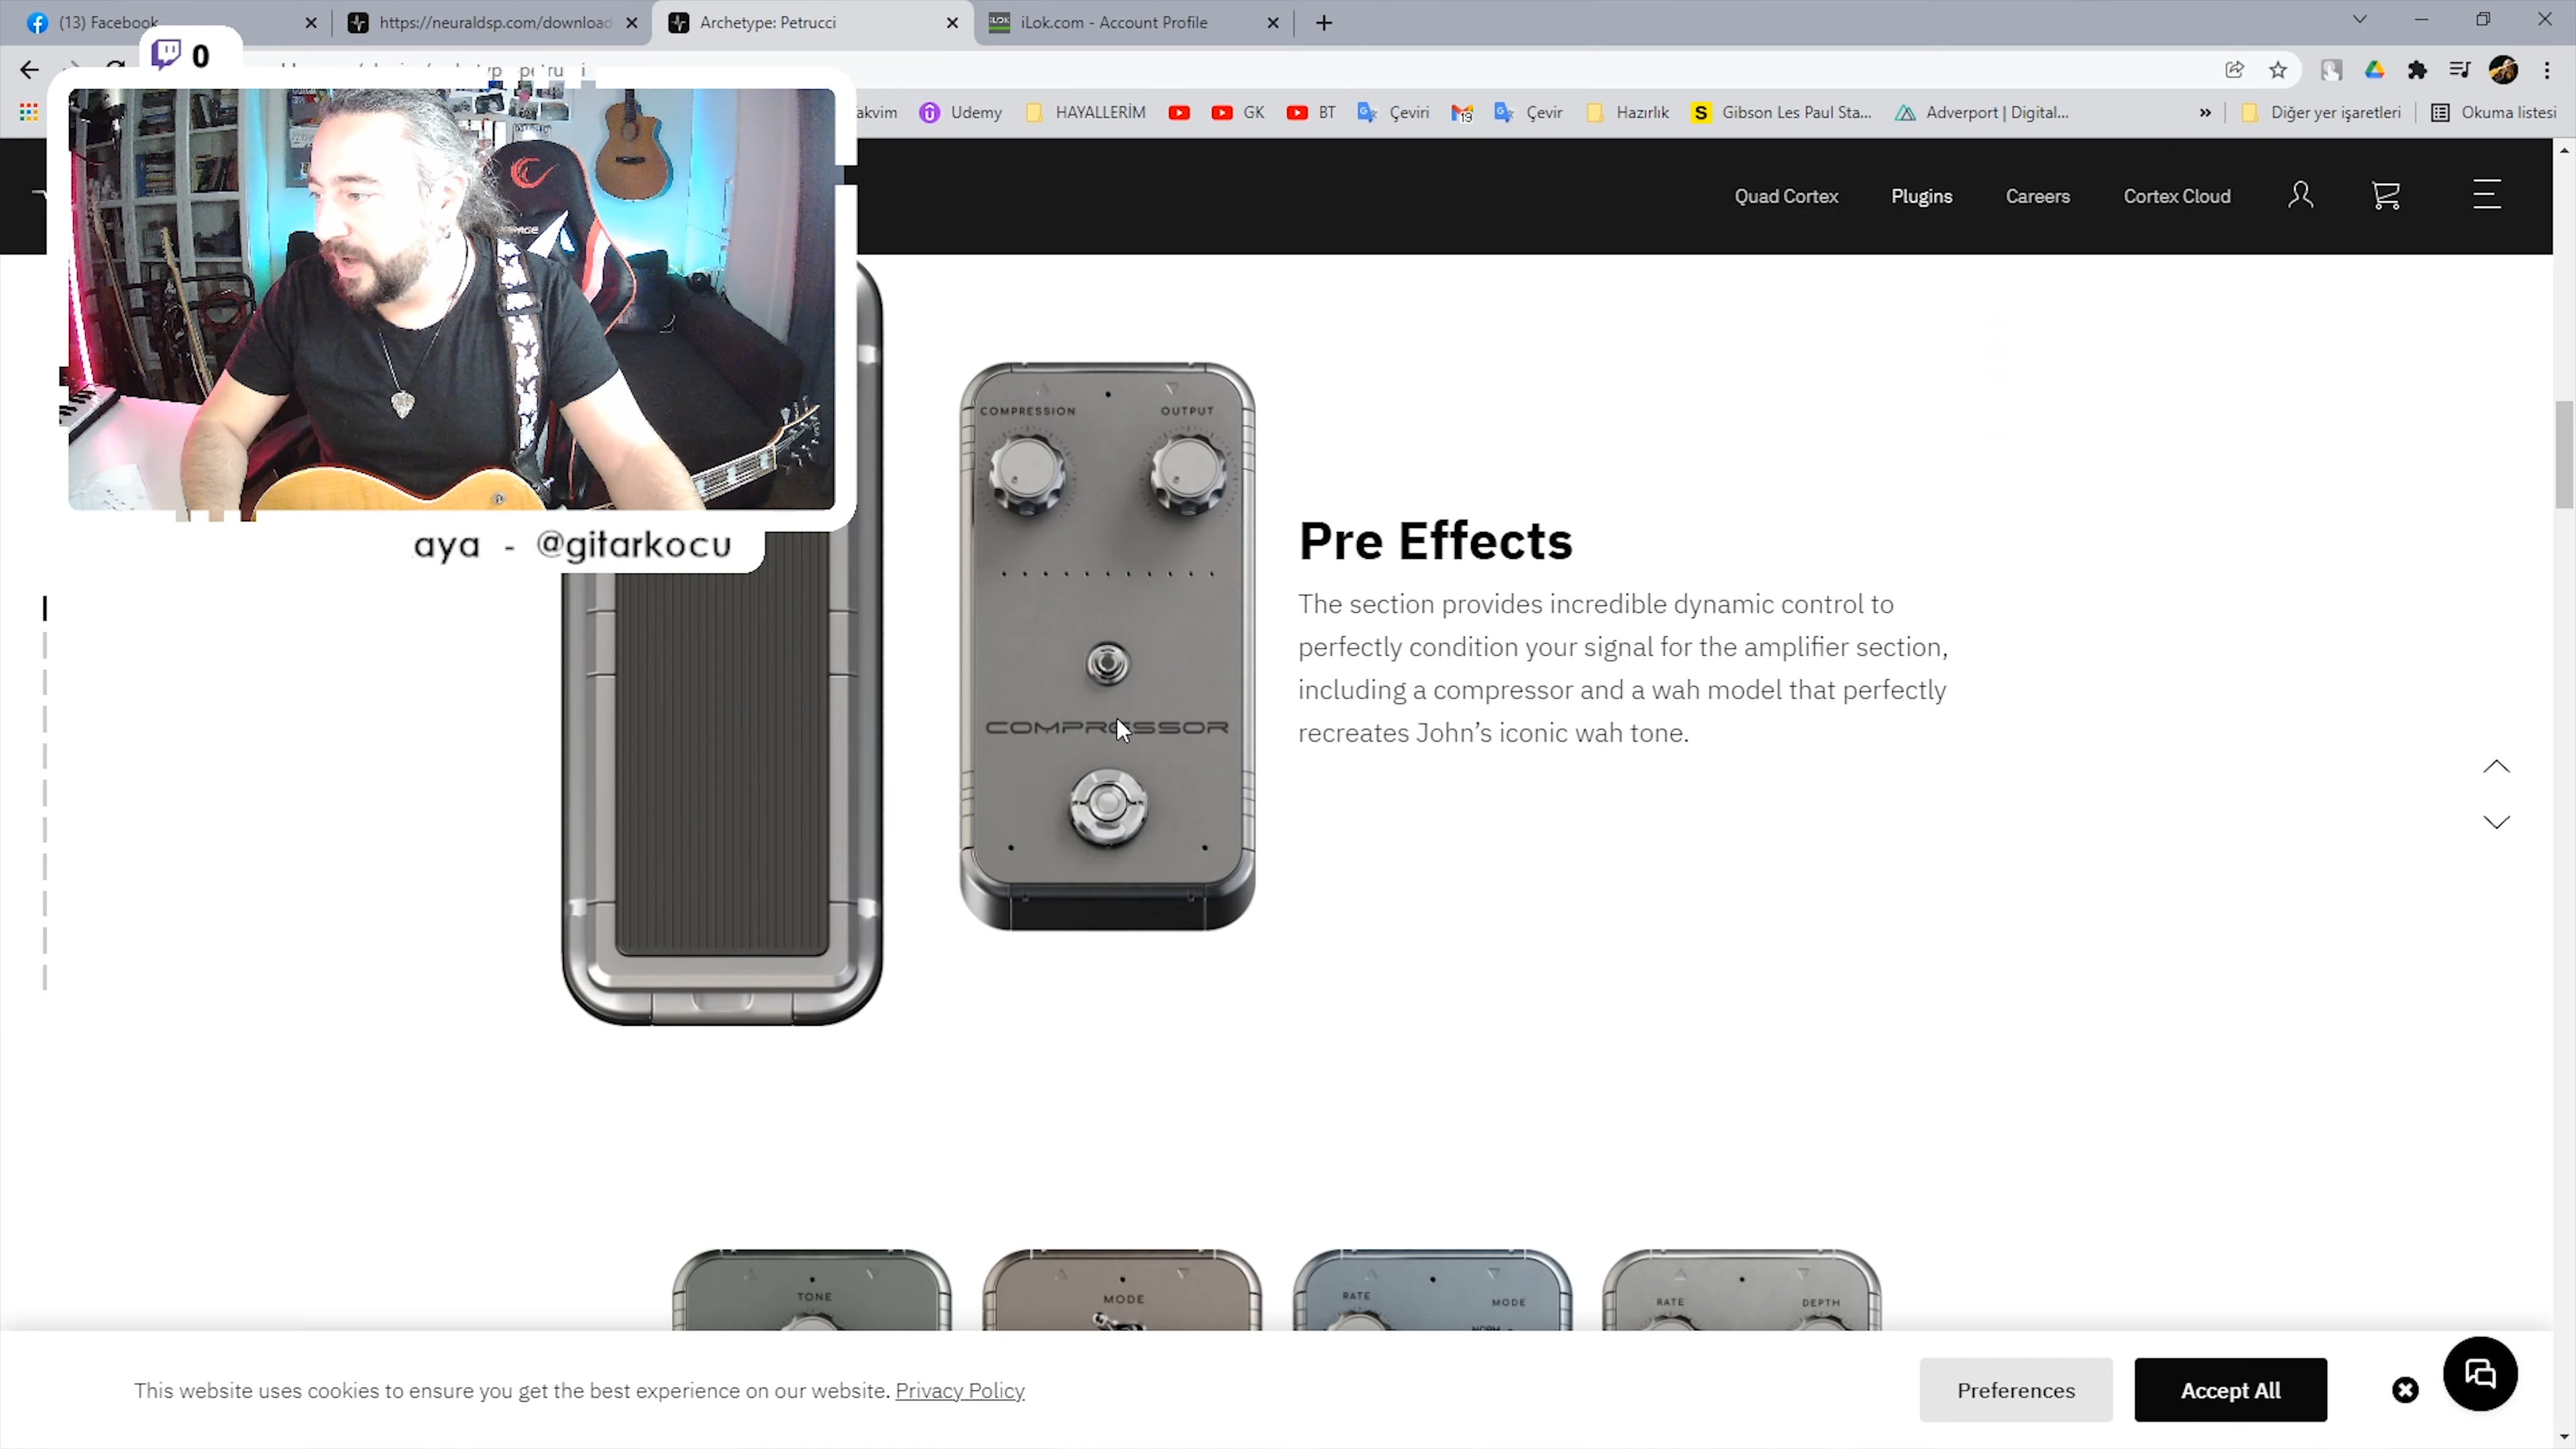 (13) Facebook
https://neuraldsp.com/download
Archetype: Petrucci
iLok.com - Account Profile
0
akvim
Udemy
HAYALLERİM
GK
BT
Çeviri
19
Çevir
Hazırlık
S
Gibson Les Paul Sta...
Adverport | Digital...
»
Diğer yer işaretleri
Okuma listesi
Quad Cortex
Plugins
Careers
Cortex Cloud
aya - @gitarkocu
COMPRESSION
OUTPUT
COMPRESSOR
Pre Effects
The section provides incredible dynamic control to
perfectly condition your signal for the amplifier section,
including a compressor and a wah model that perfectly
recreates John's iconic wah tone.
TONE
MODE
RATE
MODE
RATE
DEPTH
This website uses cookies to ensure you get the best experience on our website. Privacy Policy
Preferences
Accept All